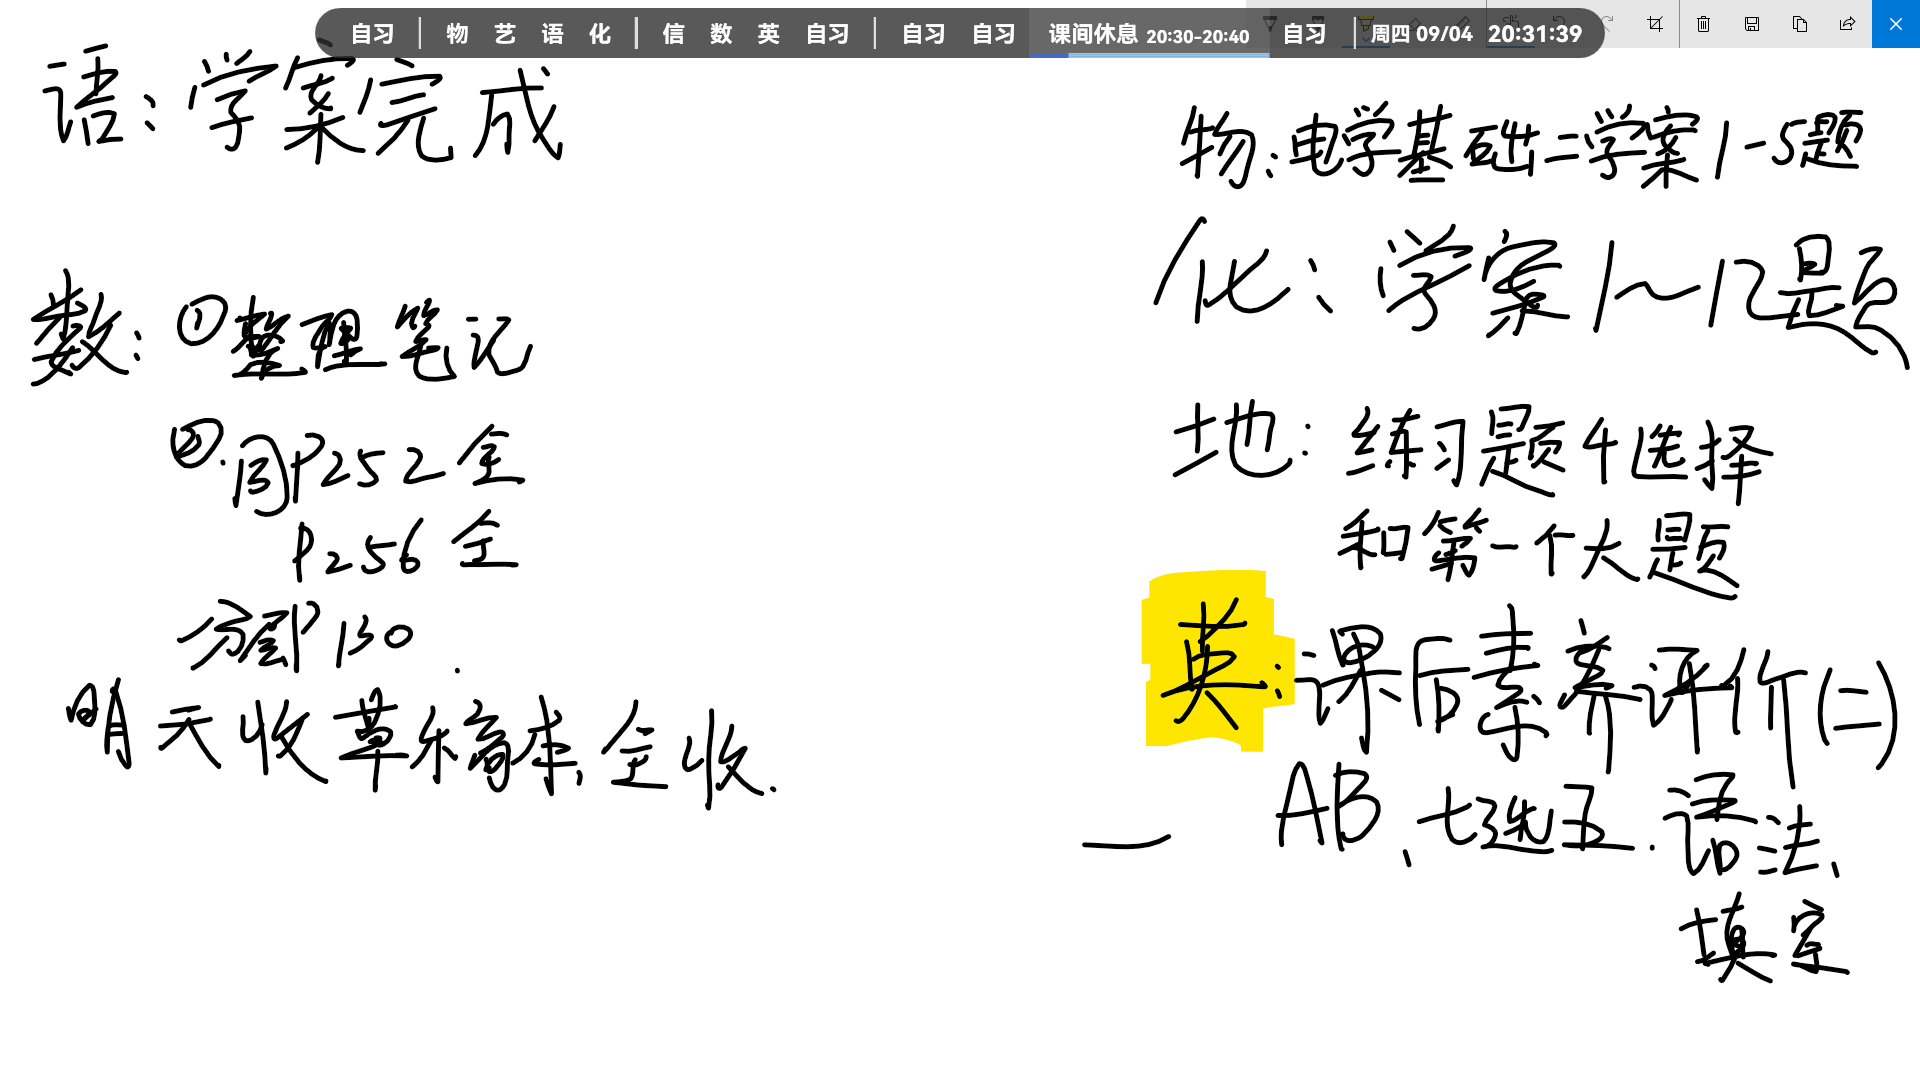 自习 | 物 艺 语 化 | 信 数 英 自习 | 自习 自习 课间休息 20:30-20:40 自习 | 周四 09/04 20:31:39
语:学案完成
数:①整理笔记
②.同P252全
P256全
分层P130.
明天收草稿本,全收.
物:电学基础二学案1-5题
化:学案1~12题
地:练习题4选择
和第一个大题
英:课后素养评价(二)
AB、七选五.语法、
填空